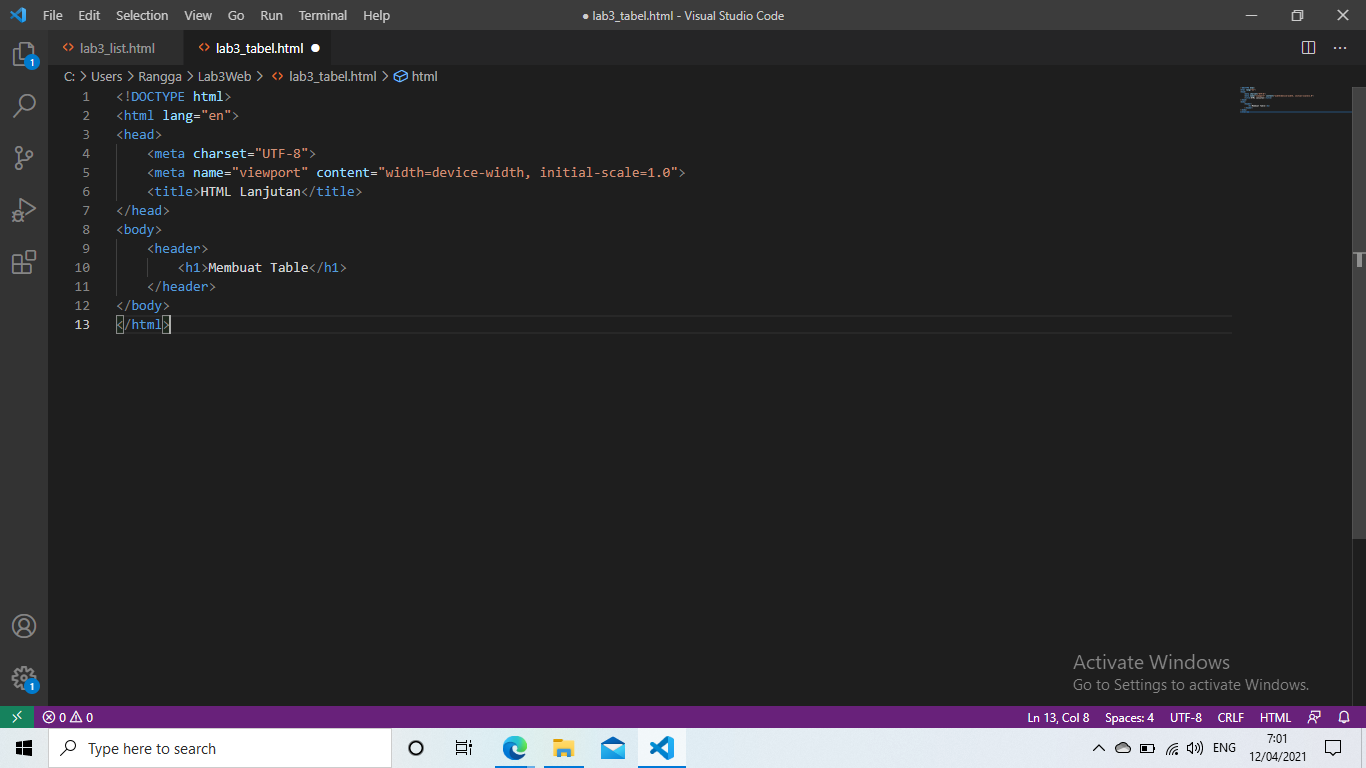 File Edit Selection View Go Run Terminal Help
● lab3_tabel.html - Visual Studio Code
lab3_list.html
lab3_tabel.html ●
C: > Users > Rangga > Lab3Web > lab3_tabel.html > html
1 <!DOCTYPE html>
2 <html lang="en">
3 <head>
4 <meta charset="UTF-8">
5 <meta name="viewport" content="width=device-width, initial-scale=1.0">
6 <title>HTML Lanjutan</title>
7 </head>
8 <body>
9 <header>
10 <h1>Membuat Table</h1>
11 </header>
12 </body>
13 </html>
1
1
Activate Windows
Go to Settings to activate Windows.
0 0
Ln 13, Col 8 Spaces: 4 UTF-8 CRLF HTML
Type here to search
ENG
7:01
12/04/2021